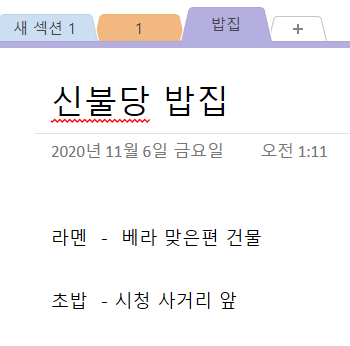 새 섹션 1
1
밥집
+
신불당 밥집
2020년 11월 6일 금요일
오전 1:11
라멘 - 베라 맞은편 건물
초밥 - 시청 사거리 앞